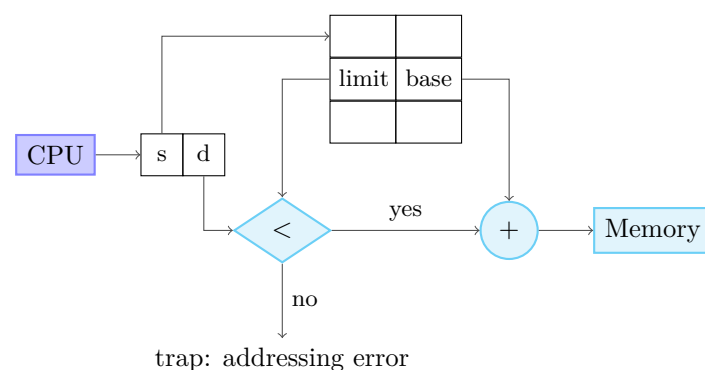 limit base
CPU
s d
yes
<
+
Memory
no
trap: addressing error